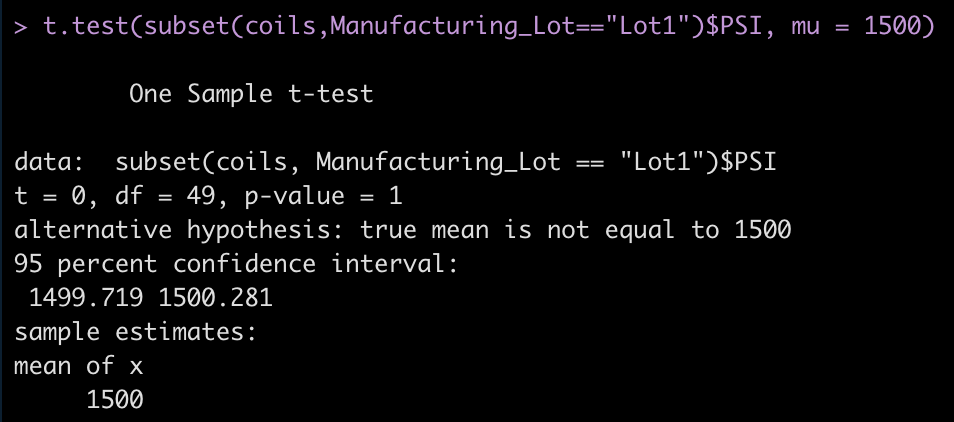 > t.test(subset(coils,Manufacturing_Lot=="Lot1")$PSI, mu = 1500)
One Sample t-test
data:  subset(coils, Manufacturing_Lot == "Lot1")$PSI
t = 0, df = 49, p-value = 1
alternative hypothesis: true mean is not equal to 1500
95 percent confidence interval:
1499.719 1500.281
sample estimates:
mean of x
1500